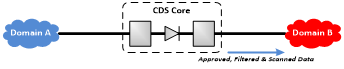 CDS Core
Domain A
Domain B
Approved, Filtered & Scanned Data